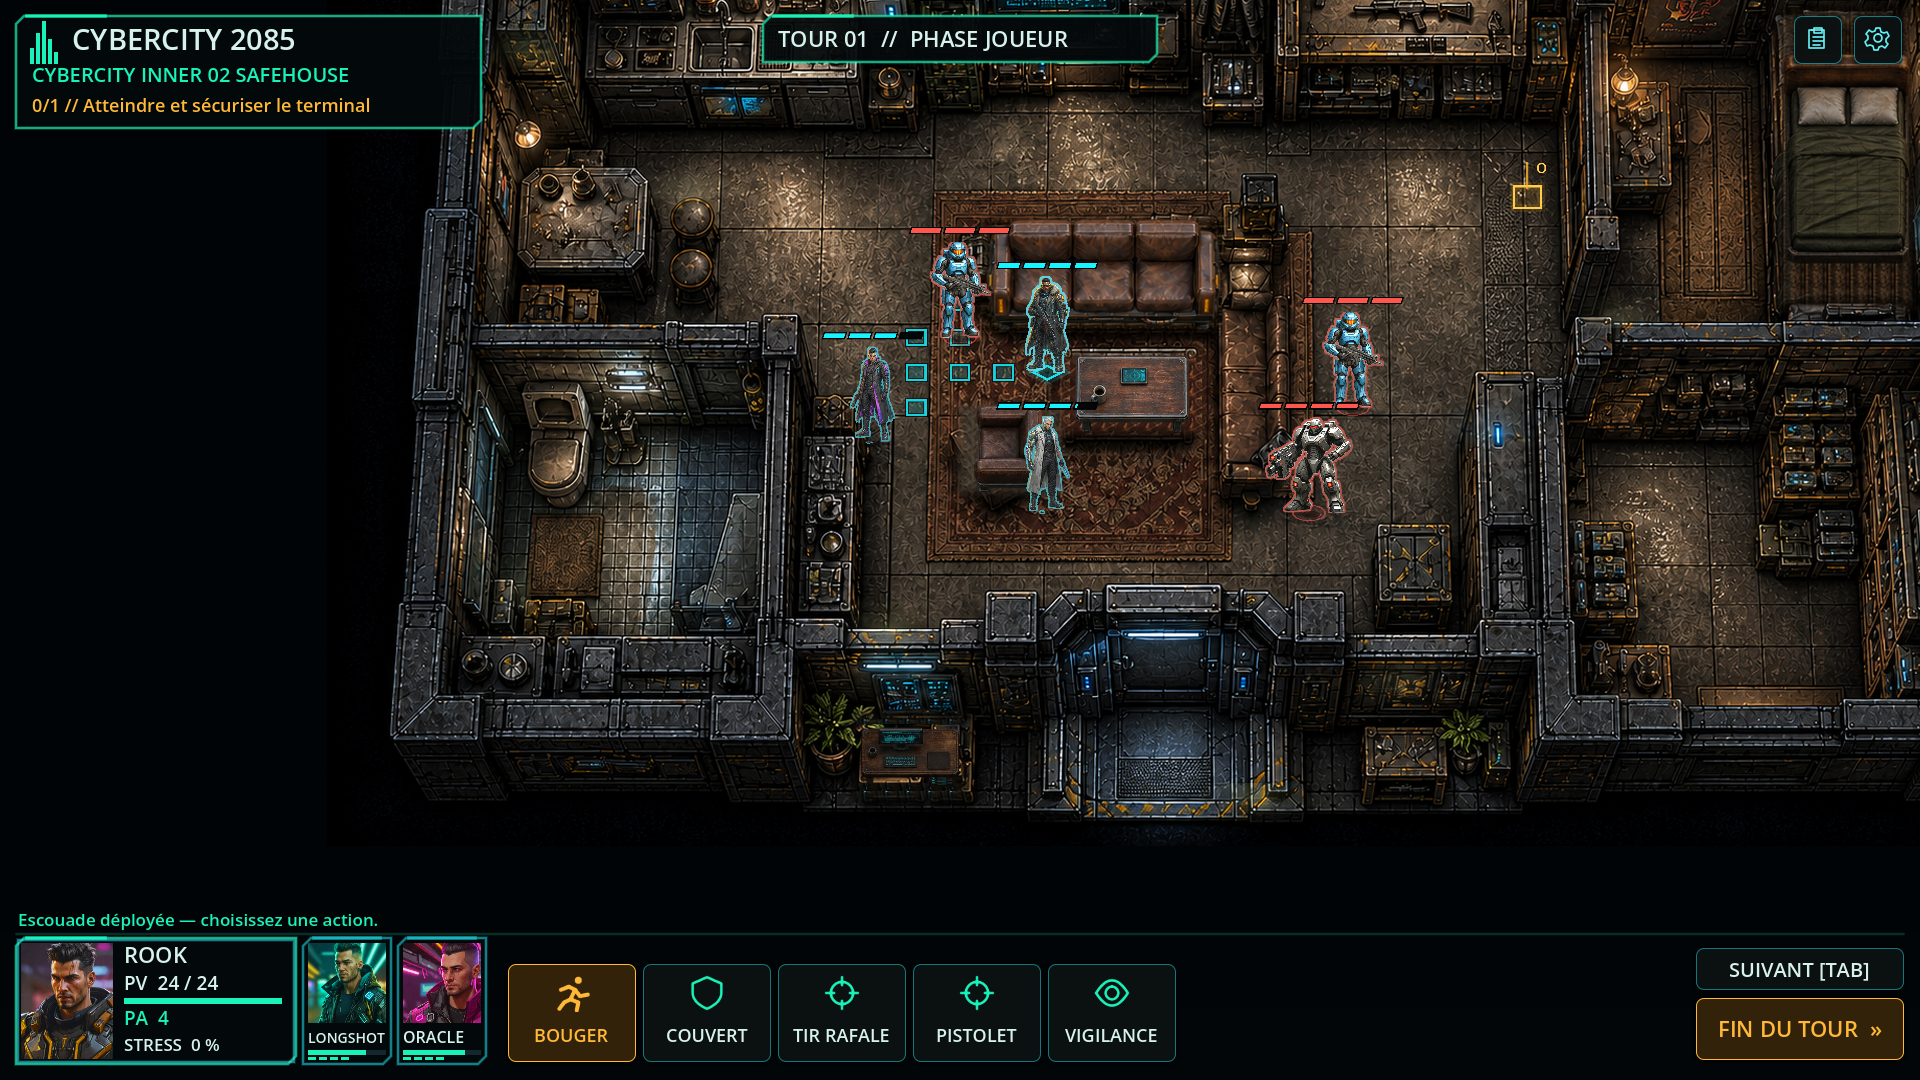 CYBERCITY 2085
CYBERCITY INNER 02 SAFEHOUSE
0/1 // Atteindre et sécuriser le terminal
TOUR 01 // PHASE JOUEUR
O
Escouade déployée — choisissez une action.
ROOK
PV 24 / 24
PA 4
STRESS 0 %
LONGSHOT
ORACLE
BOUGER
COUVERT
TIR RAFALE
PISTOLET
VIGILANCE
SUIVANT [TAB]
FIN DU TOUR »